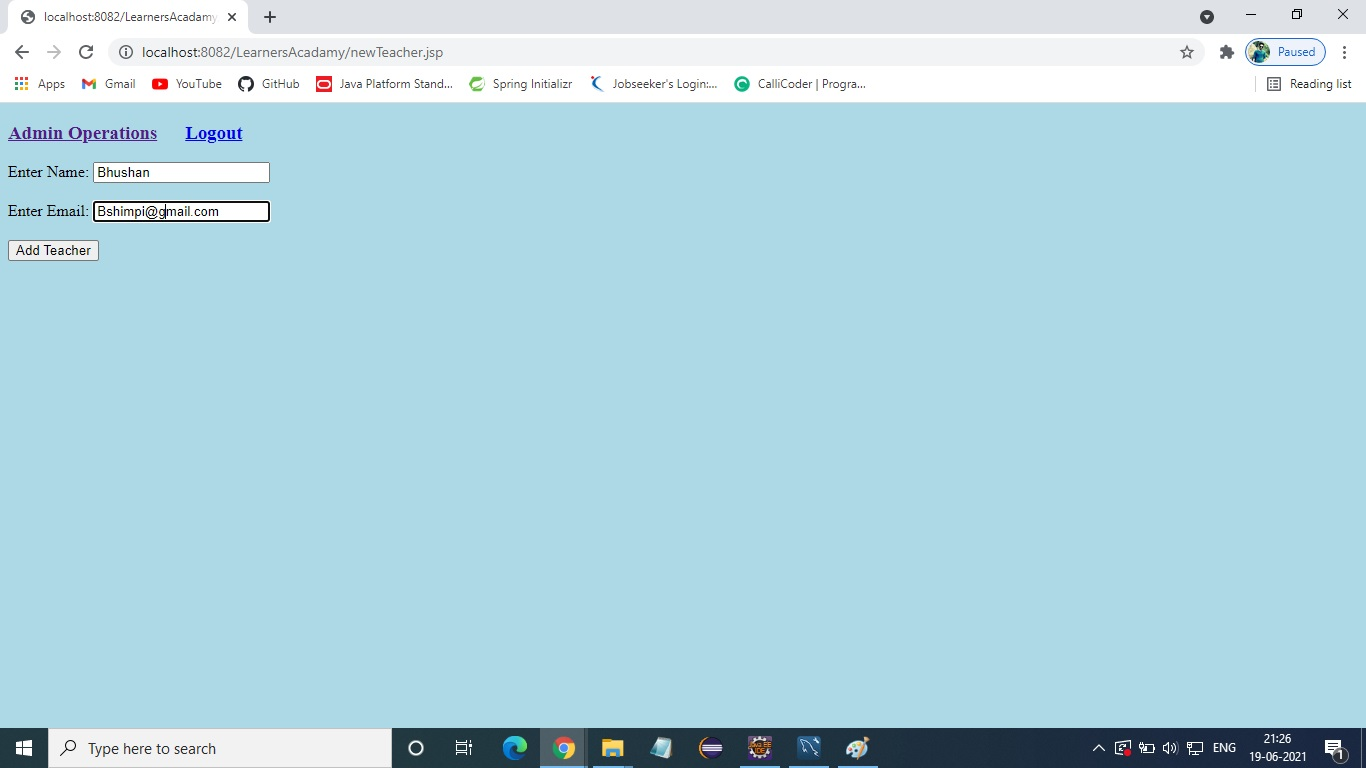 localhost:8082/LearnersAcadamy
localhost:8082/LearnersAcadamy/newTeacher.jsp
Paused
Apps Gmail YouTube GitHub Java Platform Stand... Spring Initializr Jobseeker's Login:... CalliCoder | Progra... Reading list
Admin Operations Logout
Enter Name: Bhushan
Enter Email: Bshimpi@gmail.com
Add Teacher
Type here to search
ENG
21:26
19-06-2021
1